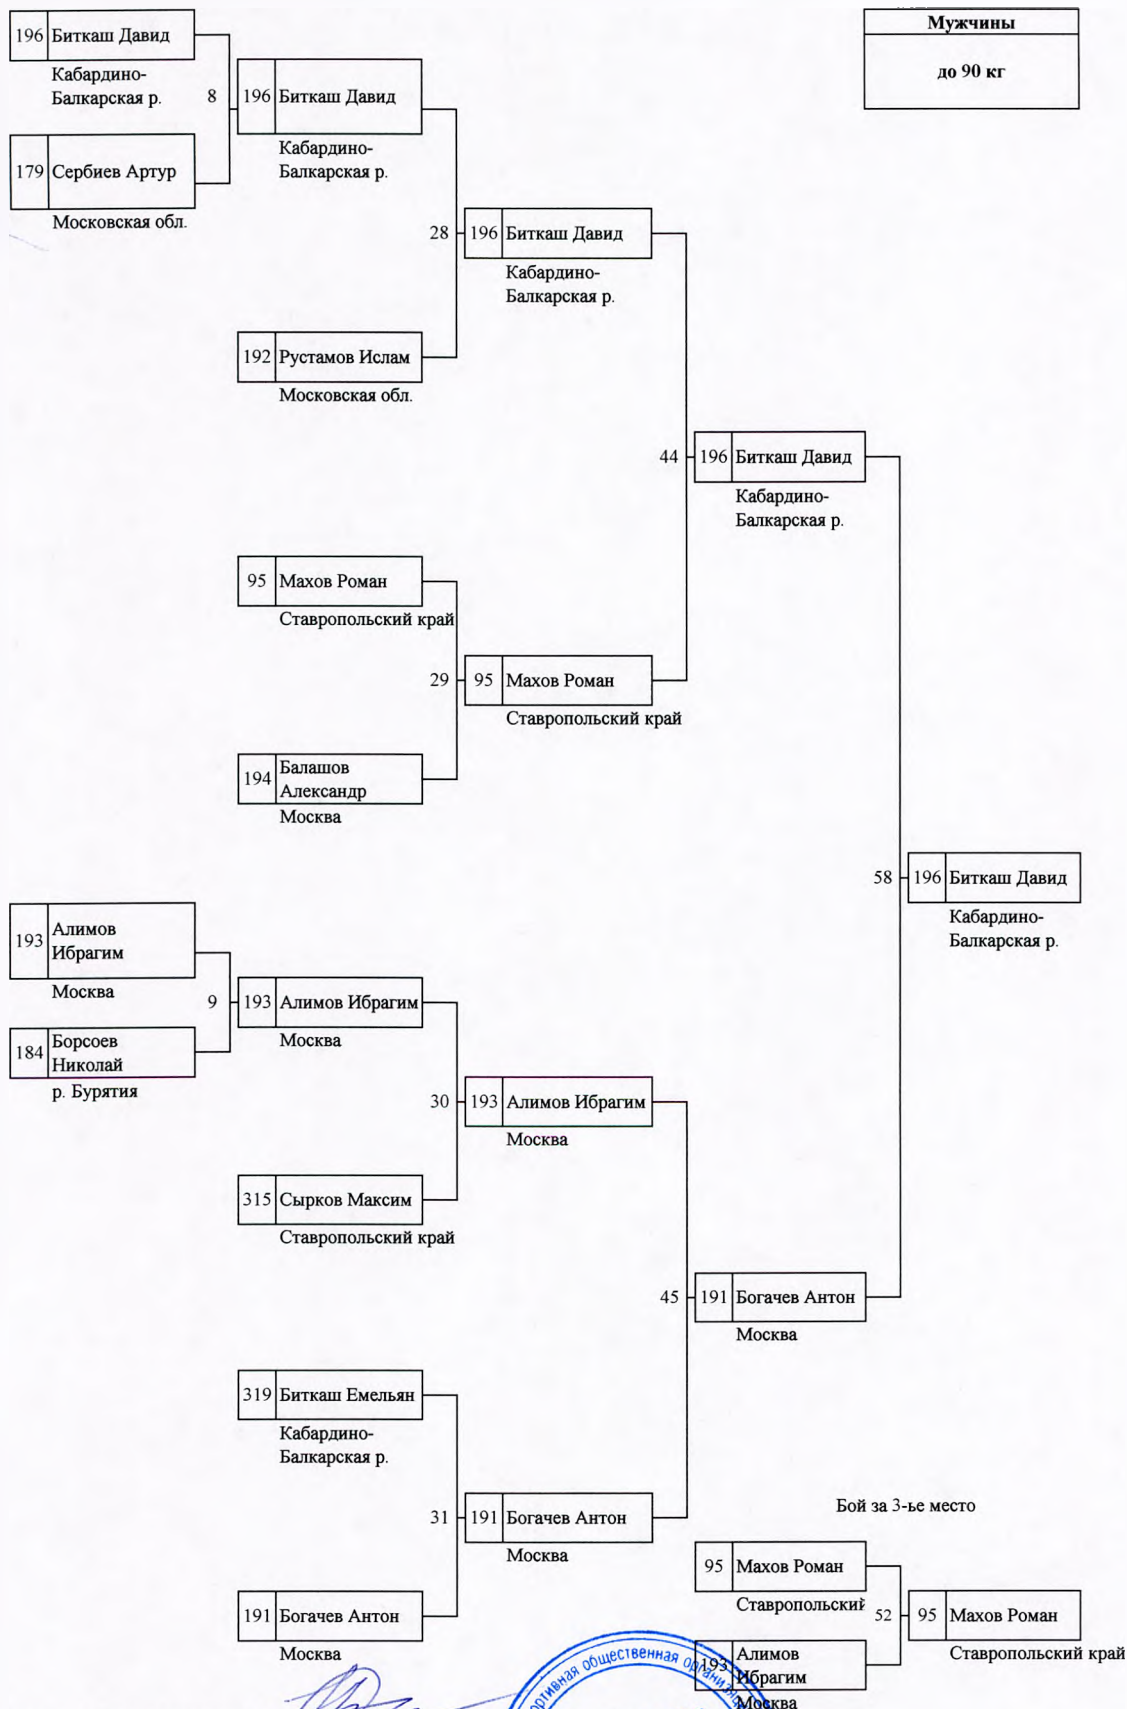 Мужчины
до 90 кг
196 Биткаш Давид
Кабардино-
Балкарская р.
8
179 Сербиев Артур
Московская обл.
196 Биткаш Давид
Кабардино-
Балкарская р.
28
192 Рустамов Ислам
Московская обл.
196 Биткаш Давид
Кабардино-
Балкарская р.
44
95 Махов Роман
Ставропольский край
29
194 Балашов
Александр
Москва
95 Махов Роман
Ставропольский край
196 Биткаш Давид
Кабардино-
Балкарская р.
58
196 Биткаш Давид
Кабардино-
Балкарская р.
193 Алимов
Ибрагим
Москва
9
184 Борсоев
Николай
р. Бурятия
193 Алимов Ибрагим
Москва
30
315 Сырков Максим
Ставропольский край
193 Алимов Ибрагим
Москва
45
191 Богачев Антон
Москва
319 Биткаш Емельян
Кабардино-
Балкарская р.
31
191 Богачев Антон
Москва
191 Богачев Антон
Москва
Бой за 3-ье место
95 Махов Роман
Ставропольский
52
95 Махов Роман
Ставропольский край
193 Алимов
Ибрагим
Москва
общественная